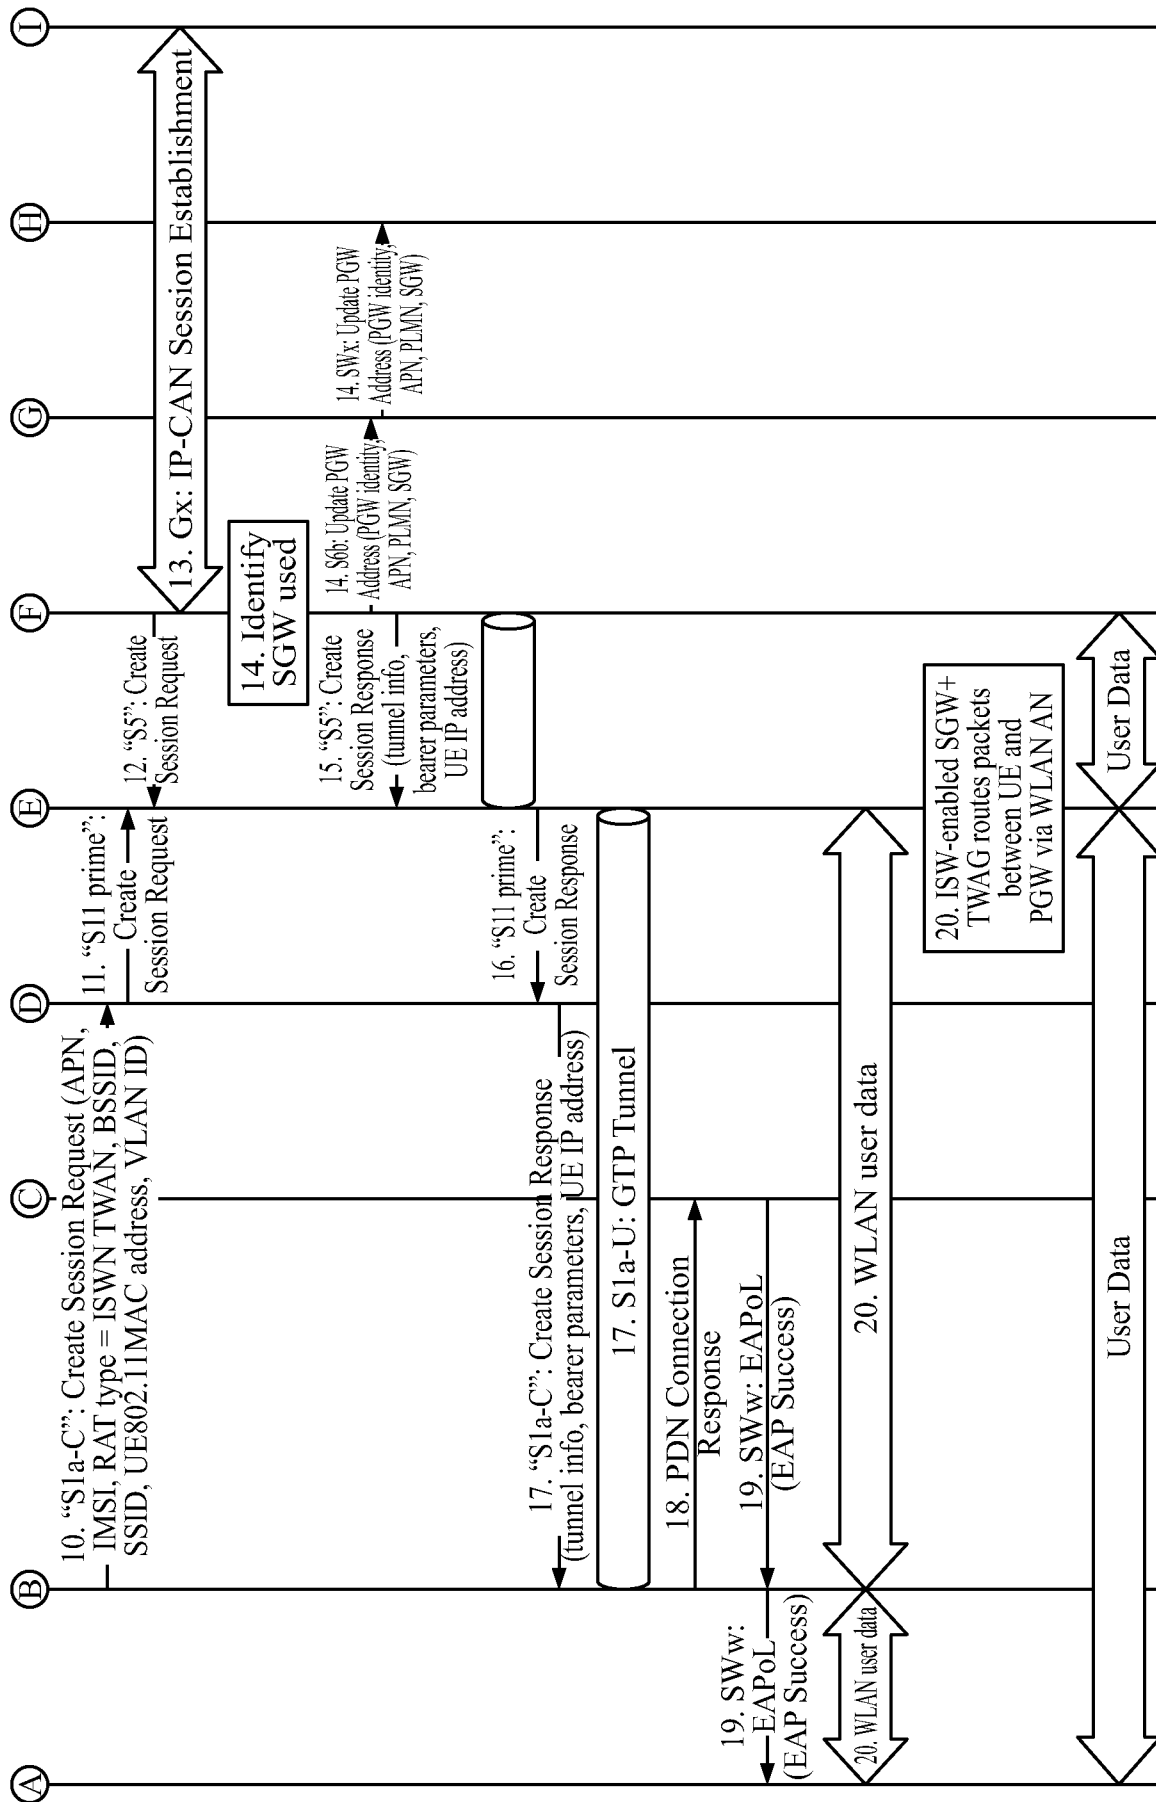 A
B
C
D
E
F
G
H
I
10. “S1a-C”: Create Session Request (APN,
IMSI, RAT type = ISWN TWAN, BSSID,
SSID, UE802.11MAC address, VLAN ID)
11. “S11 prime”:
Create
Session Request
12. “S5”: Create
Session Request
13. Gx: IP-CAN Session Establishment
14. Identify
SGW used
14. S6b: Update PGW
Address (PGW identity,
APN, PLMN, SGW)
14. SWx: Update PGW
Address (PGW identity,
APN, PLMN, SGW)
15. “S5”: Create
Session Response
(tunnel info,
bearer parameters,
UE IP address)
16. “S11 prime”:
Create
Session Response
17. “S1a-C”: Create Session Response
(tunnel info, bearer parameters, UE IP address)
17. S1a-U: GTP Tunnel
18. PDN Connection
Response
19. SWw: EAPoL
(EAP Success)
19. SWw:
EAPoL
(EAP Success)
20. WLAN user data
20. WLAN user data
20. ISW-enabled SGW+
TWAG routes packets
between UE and
PGW via WLAN AN
User Data
User Data